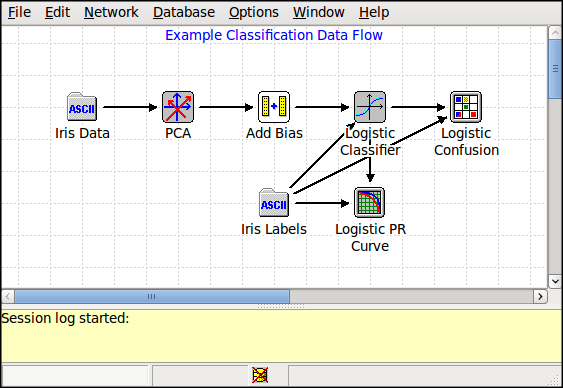 File Edit Network Database Options Window Help
Example Classification Data Flow
ASCII
Iris Data
PCA
Add Bias
Logistic
Classifier
Logistic
Confusion
ASCII
Iris Labels
Logistic PR
Curve
Session log started: